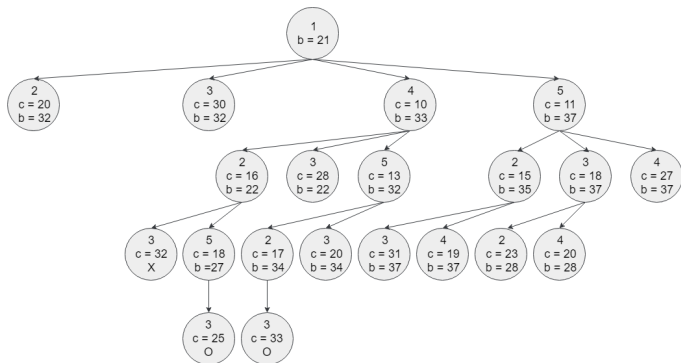 1
b = 21
2
c = 20
b = 32
3
c = 30
b = 32
4
c = 10
b = 33
5
c = 11
b = 37
2
c = 16
b = 22
3
c = 28
b = 22
5
c = 13
b = 32
2
c = 15
b = 35
3
c = 18
b = 37
4
c = 27
b = 37
3
c = 32
X
5
c = 18
b =27
2
c = 17
b = 34
3
c = 20
b = 34
3
c = 31
b = 37
4
c = 19
b = 37
2
c = 23
b = 28
4
c = 20
b = 28
3
c = 25
O
3
c = 33
O